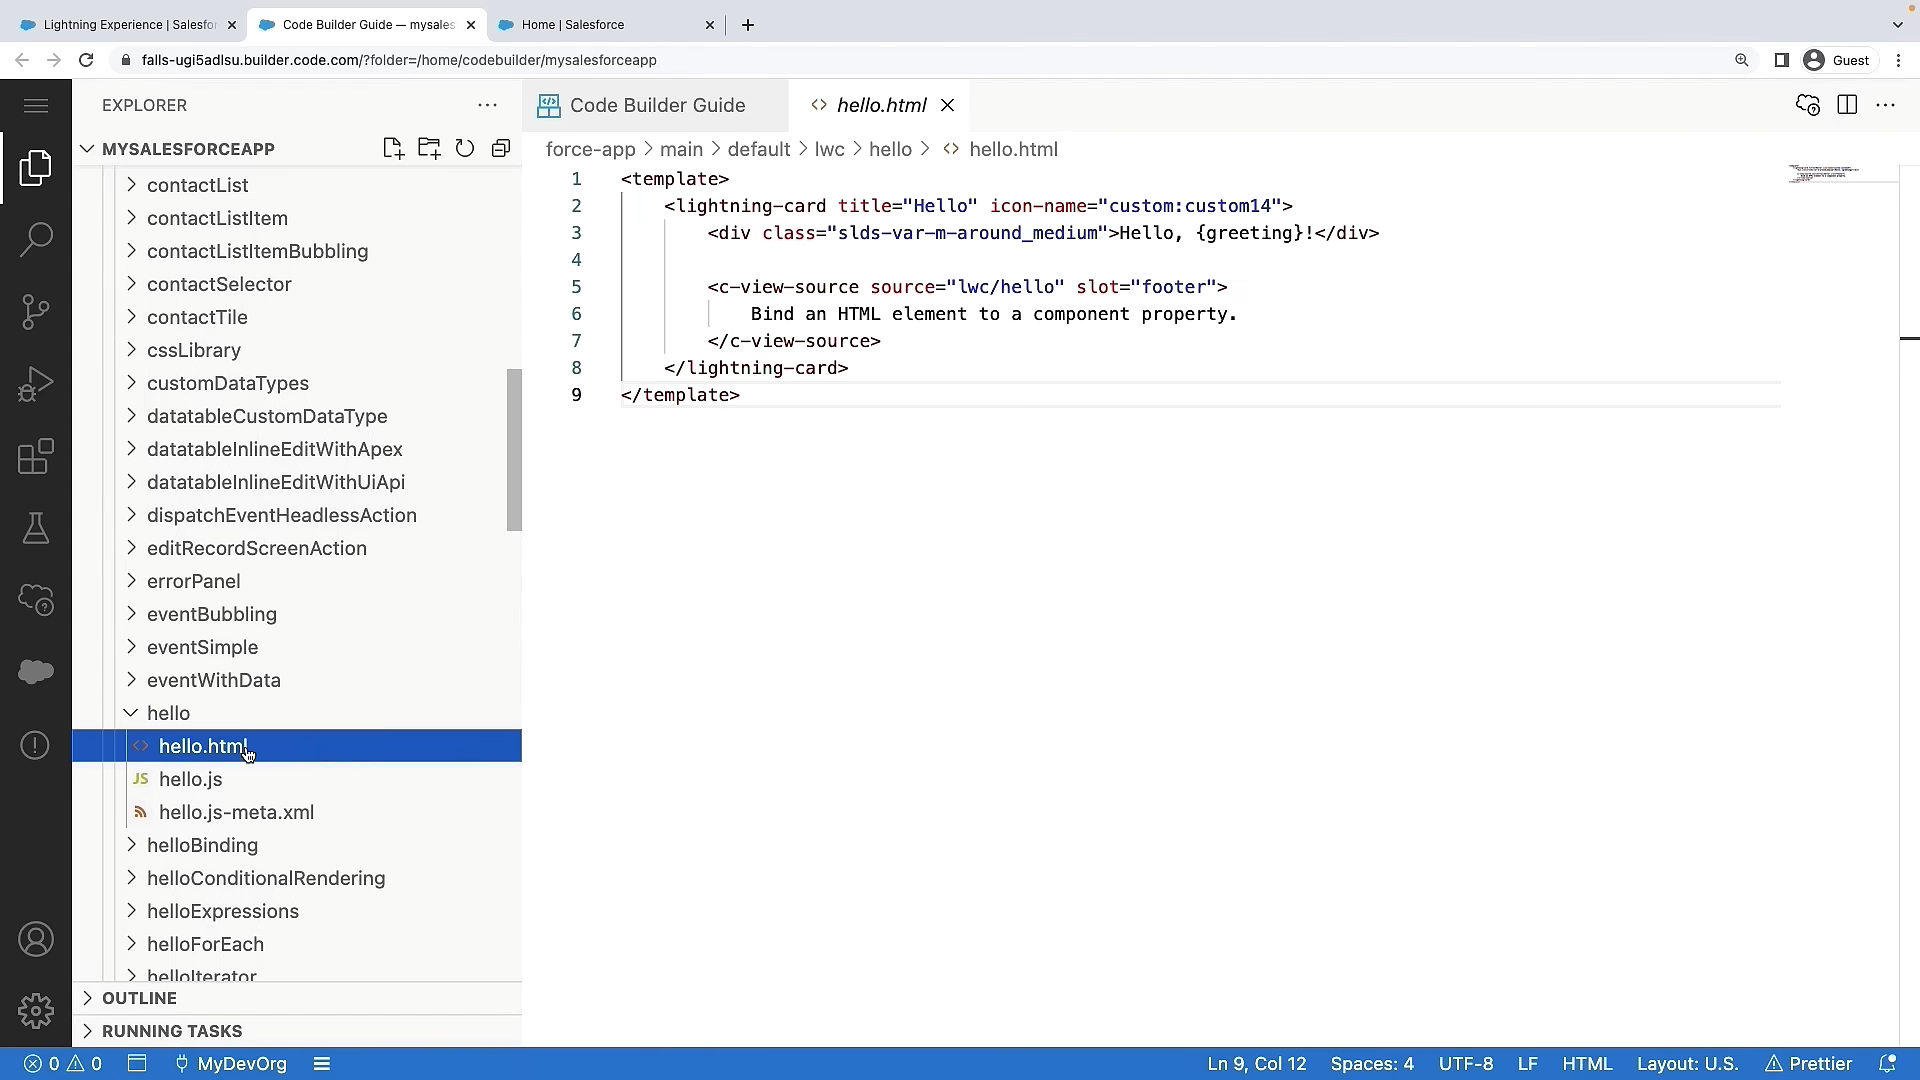 Lightning Experience | Salesfor
Code Builder Guide — mysales
Home | Salesforce
falls-ugi5adlsu.builder.code.com/?folder=/home/codebuilder/mysalesforceapp
Guest
EXPLORER
MYSALESFORCEAPP
contactList
contactListItem
contactListItemBubbling
contactSelector
contactTile
cssLibrary
customDataTypes
datatableCustomDataType
datatableInlineEditWithApex
datatableInlineEditWithUiApi
dispatchEventHeadlessAction
editRecordScreenAction
errorPanel
eventBubbling
eventSimple
eventWithData
hello
<> hello.html
JS hello.js
hello.js-meta.xml
helloBinding
helloConditionalRendering
helloExpressions
helloForEach
helloIterator
OUTLINE
RUNNING TASKS
Code Builder Guide
<> hello.html
force-app > main > default > lwc > hello > <> hello.html
1 <template>
2 <lightning-card title="Hello" icon-name="custom:custom14">
3 <div class="slds-var-m-around_medium">Hello, {greeting}!</div>
4
5 <c-view-source source="lwc/hello" slot="footer">
6 Bind an HTML element to a component property.
7 </c-view-source>
8 </lightning-card>
9 </template>
0 0 MyDevOrg
Ln 9, Col 12 Spaces: 4 UTF-8 LF HTML Layout: U.S. Prettier